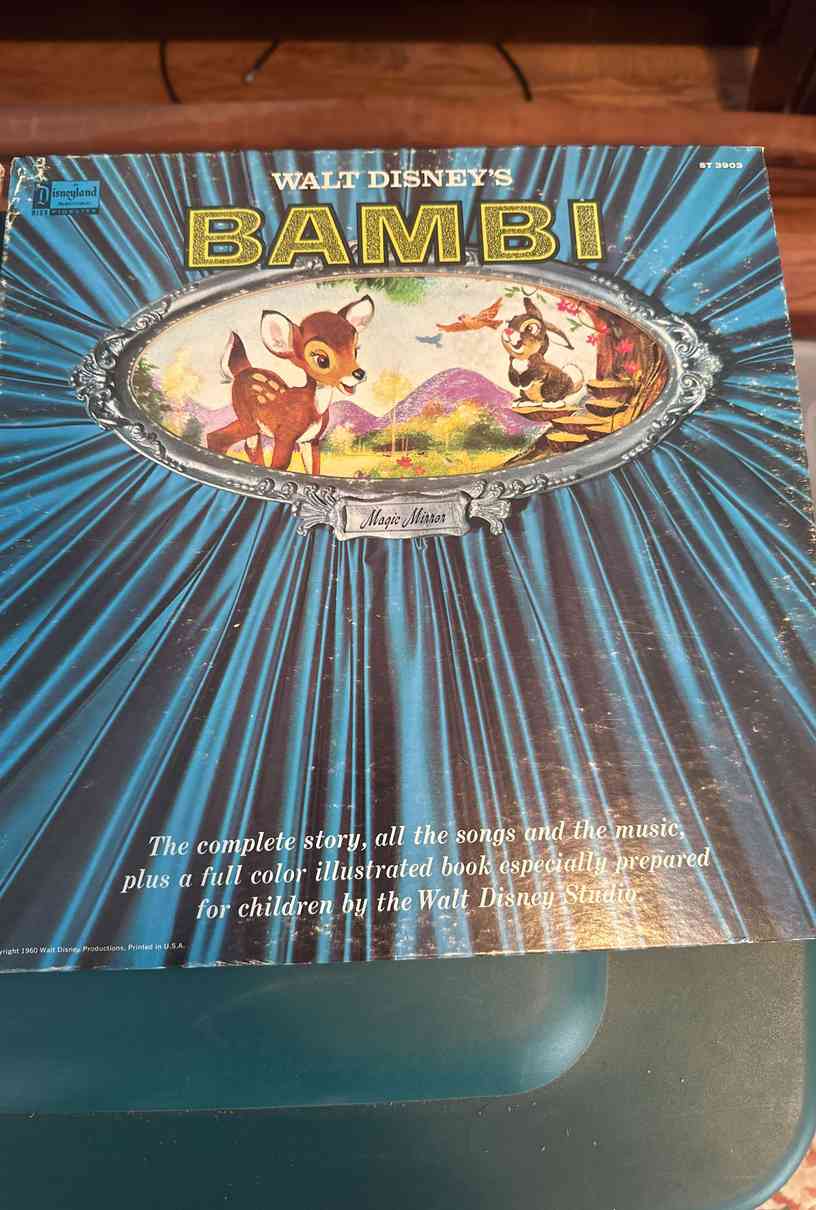 ST 3903
Disneyland
WALT DISNEY'S
BAMBI
Magic Mirror
The complete story, all the songs and the music,
plus a full color illustrated book especially prepared
for children by the Walt Disney Studio.
yright 1960 Walt Disney Productions, Printed in U.S.A.